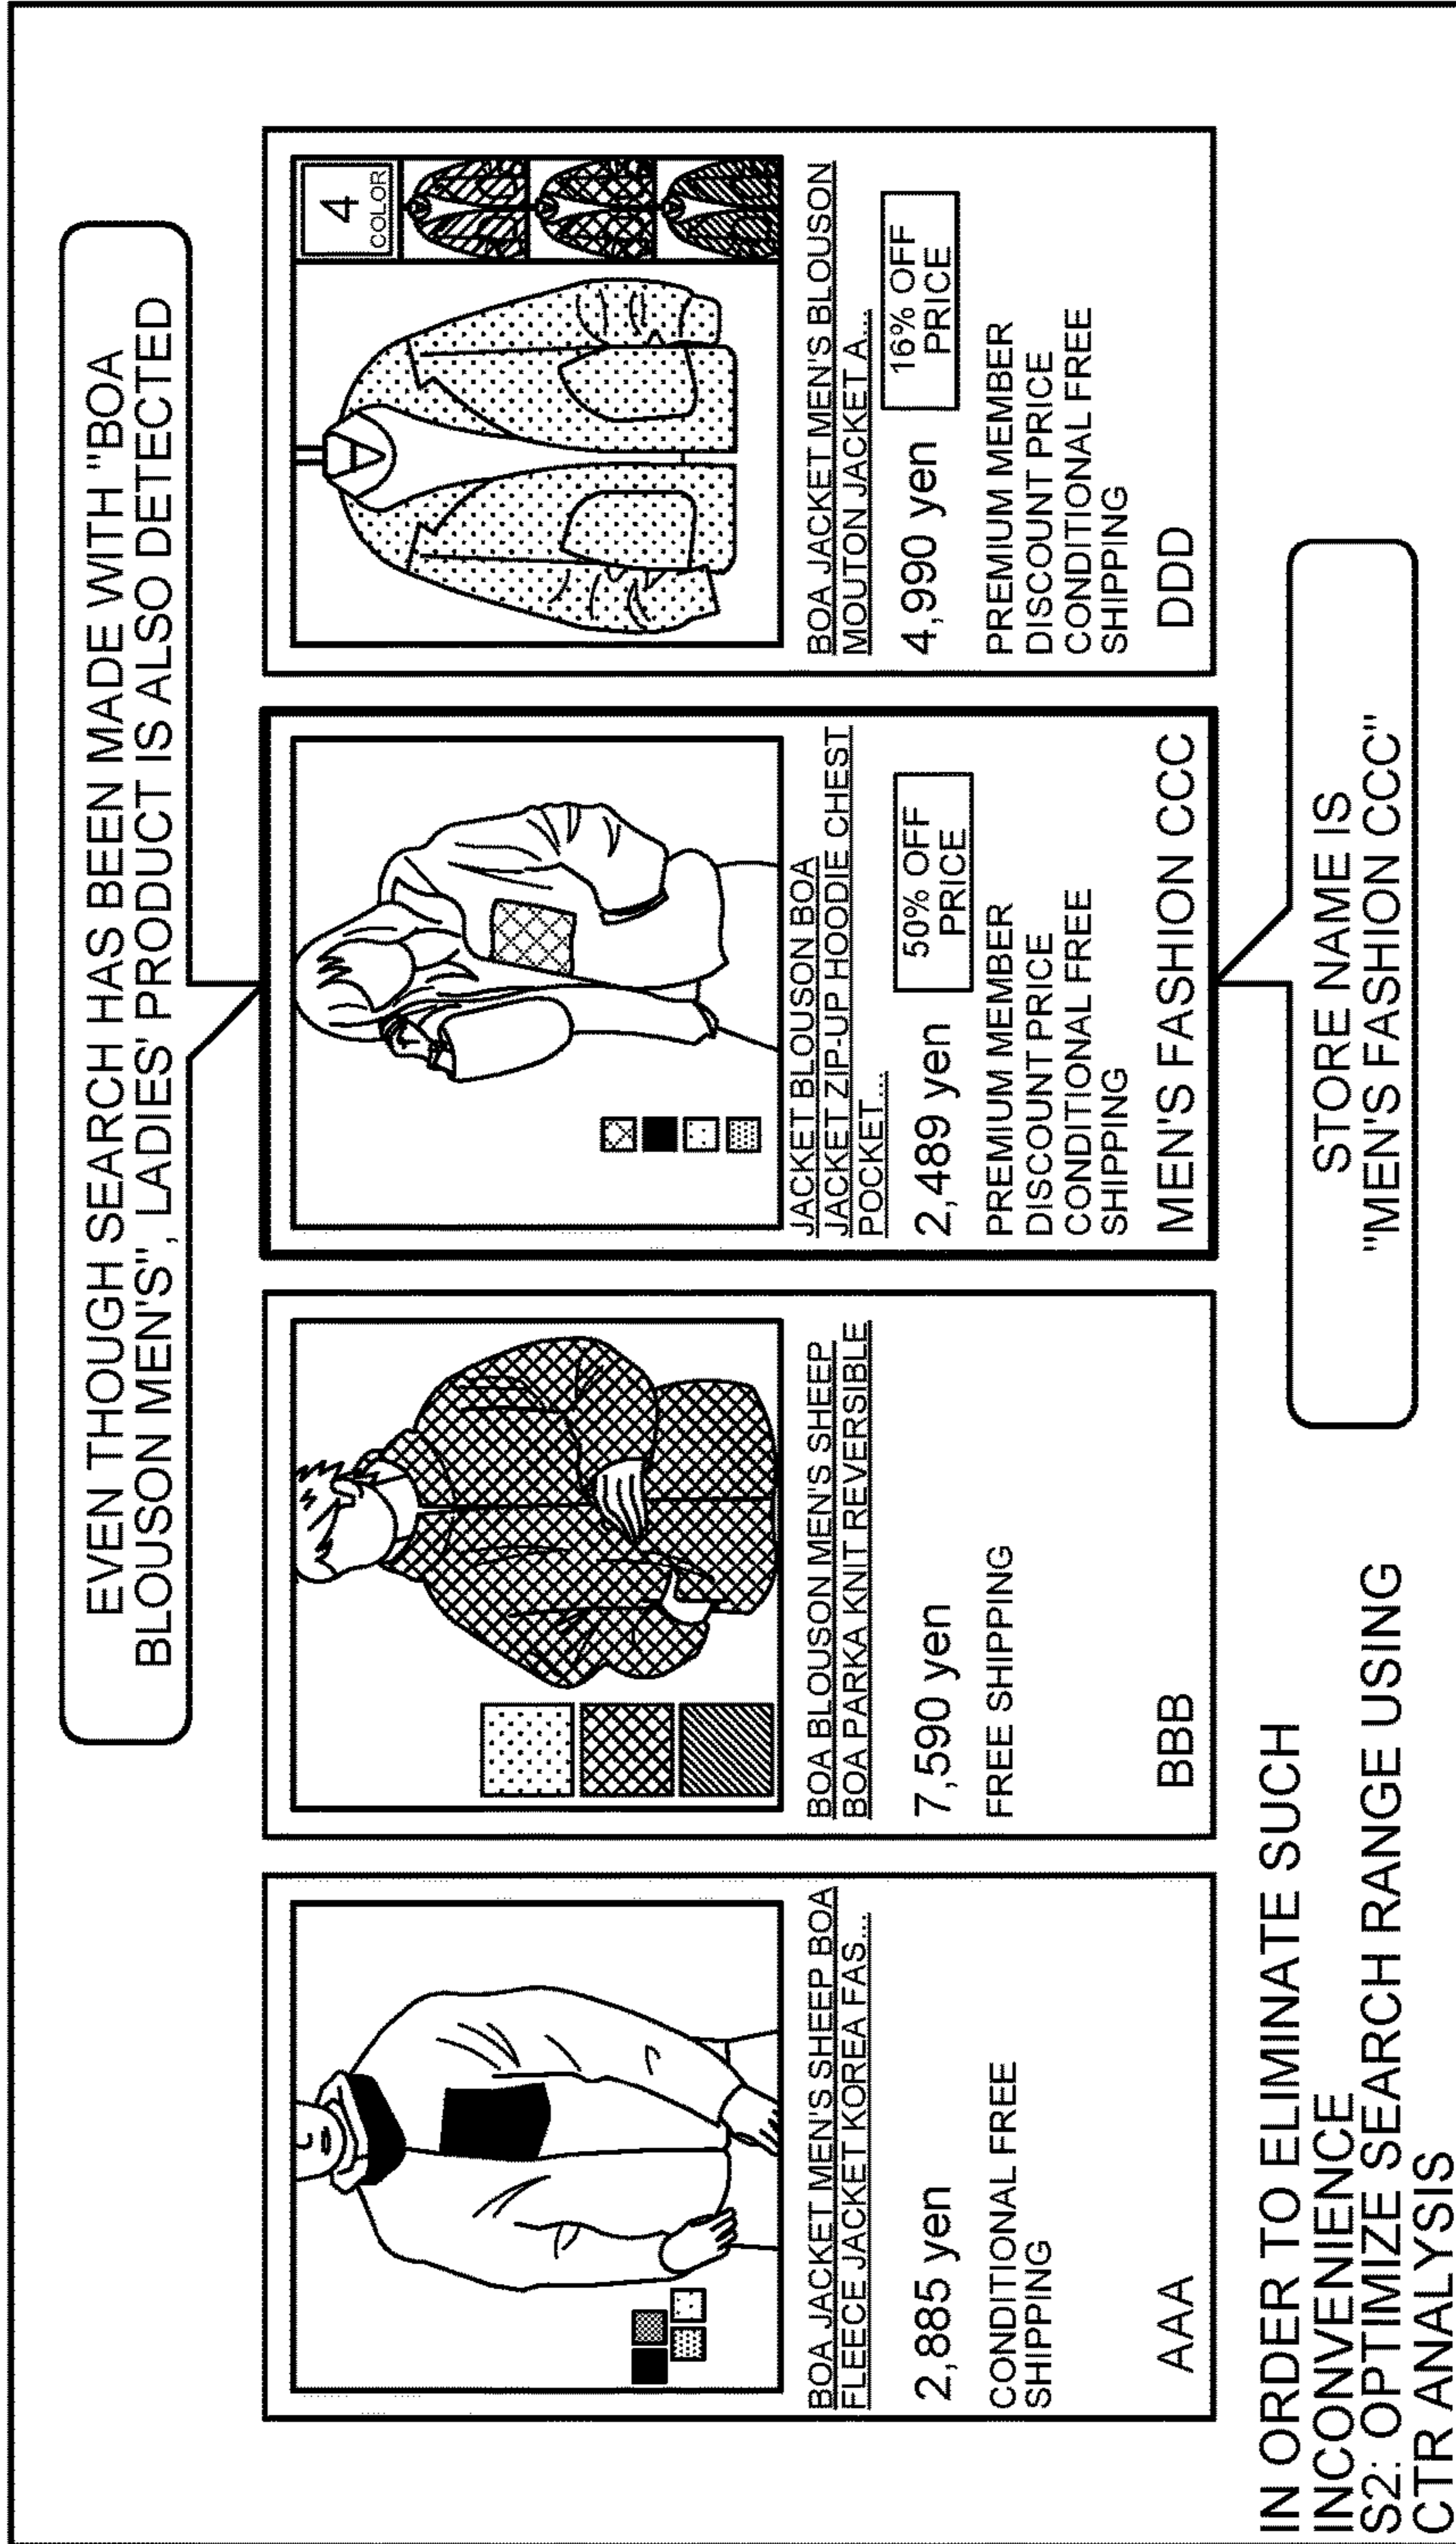 EVEN THOUGH SEARCH HAS BEEN MADE WITH "BOA
BLOUSON MEN'S", LADIES' PRODUCT IS ALSO DETECTED
BOA JACKET MEN'S SHEEP BOA
FLEECE JACKET KOREA FAS...
2,885 yen
CONDITIONAL FREE
SHIPPING
AAA
BOA BLOUSON MEN'S SHEEP
BOA PARKA KNIT REVERSIBLE
7,590 yen
FREE SHIPPING
BBB
JACKET BLOUSON BOA
JACKET ZIP-UP HOODIE CHEST
POCKET...
2,489 yen
50% OFF
PRICE
PREMIUM MEMBER
DISCOUNT PRICE
CONDITIONAL FREE
SHIPPING
MEN'S FASHION CCC
4
COLOR
BOA JACKET MEN'S BLOUSON
MOUTON JACKET A...
4,990 yen
16% OFF
PRICE
PREMIUM MEMBER
DISCOUNT PRICE
CONDITIONAL FREE
SHIPPING
DDD
STORE NAME IS
"MEN'S FASHION CCC"
IN ORDER TO ELIMINATE SUCH
INCONVENIENCE
S2: OPTIMIZE SEARCH RANGE USING
CTR ANALYSIS